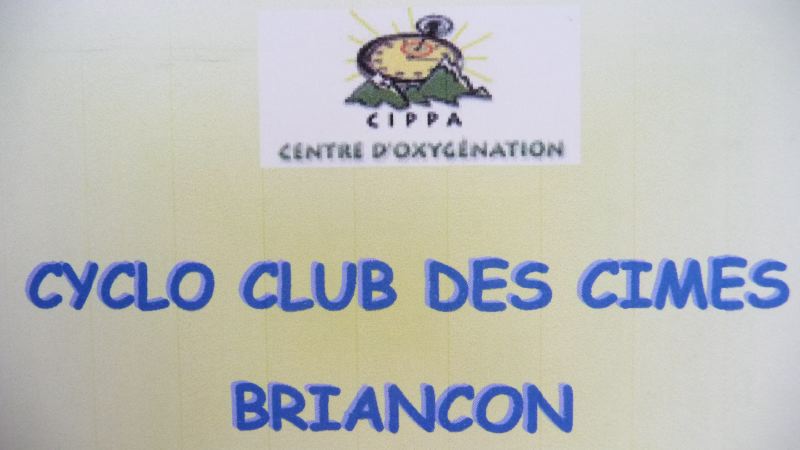 CIPPA
CENTRE D'OXYGÉNATION
CYCLO CLUB DES CIMES
BRIANCON